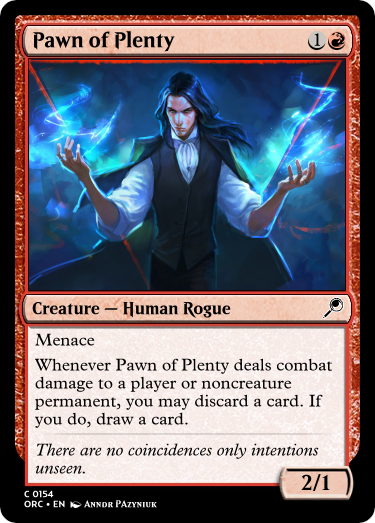 Pawn of Plenty 1
Creature — Human Rogue
Menace
Whenever Pawn of Plenty deals combat
damage to a player or noncreature
permanent, you may discard a card. If
you do, draw a card.
There are no coincidences only intentions
unseen.
2/1
C 0154
ORC • EN Anndr Pazyniuk